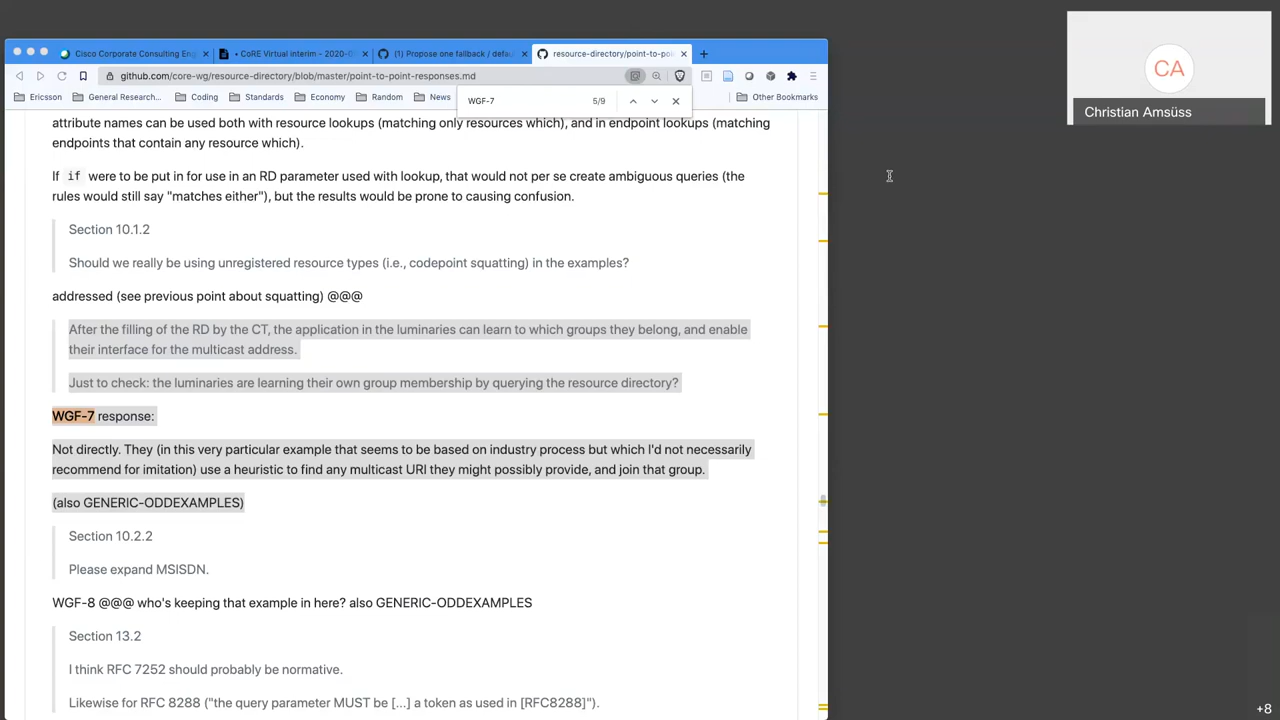 Cisco Corporate Consulting Eng
• CoRE Virtual interim - 2020-0
(1) Propose one fallback / defau
resource-directory/point-to-poi
github.com/core-wg/resource-directory/blob/master/point-to-point-responses.md
Ericsson
General Research...
Coding
Standards
Economy
Random
News
Other Bookmarks
WGF-7
5/9
attribute names can be used both with resource lookups (matching only resources which), and in endpoint lookups (matching
endpoints that contain any resource which).
If if were to be put in for use in an RD parameter used with lookup, that would not per se create ambiguous queries (the
rules would still say "matches either"), but the results would be prone to causing confusion.
Section 10.1.2
Should we really be using unregistered resource types (i.e., codepoint squatting) in the examples?
addressed (see previous point about squatting) @@@
After the filling of the RD by the CT, the application in the luminaries can learn to which groups they belong, and enable
their interface for the multicast address.
Just to check: the luminaries are learning their own group membership by querying the resource directory?
WGF-7 response:
Not directly. They (in this very particular example that seems to be based on industry process but which I'd not necessarily
recommend for imitation) use a heuristic to find any multicast URI they might possibly provide, and join that group.
(also GENERIC-ODDEXAMPLES)
Section 10.2.2
Please expand MSISDN.
WGF-8 @@@ who's keeping that example in here? also GENERIC-ODDEXAMPLES
Section 13.2
I think RFC 7252 should probably be normative.
Likewise for RFC 8288 ("the query parameter MUST be [...] a token as used in [RFC8288]").
CA
Christian Amsüss
+8